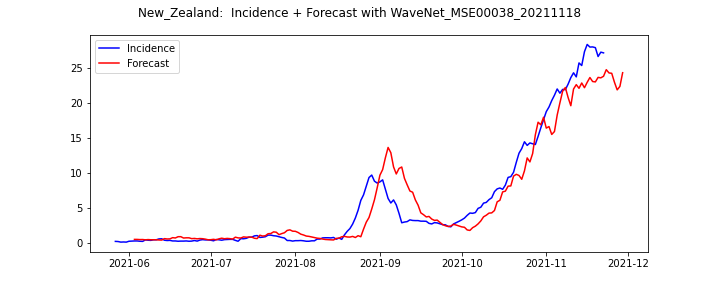 New_Zealand:  Incidence + Forecast with WaveNet_MSE00038_20211118
Incidence
Forecast
25
20
15
10
5
0
2021-06 2021-07 2021-08 2021-09 2021-10 2021-11 2021-12